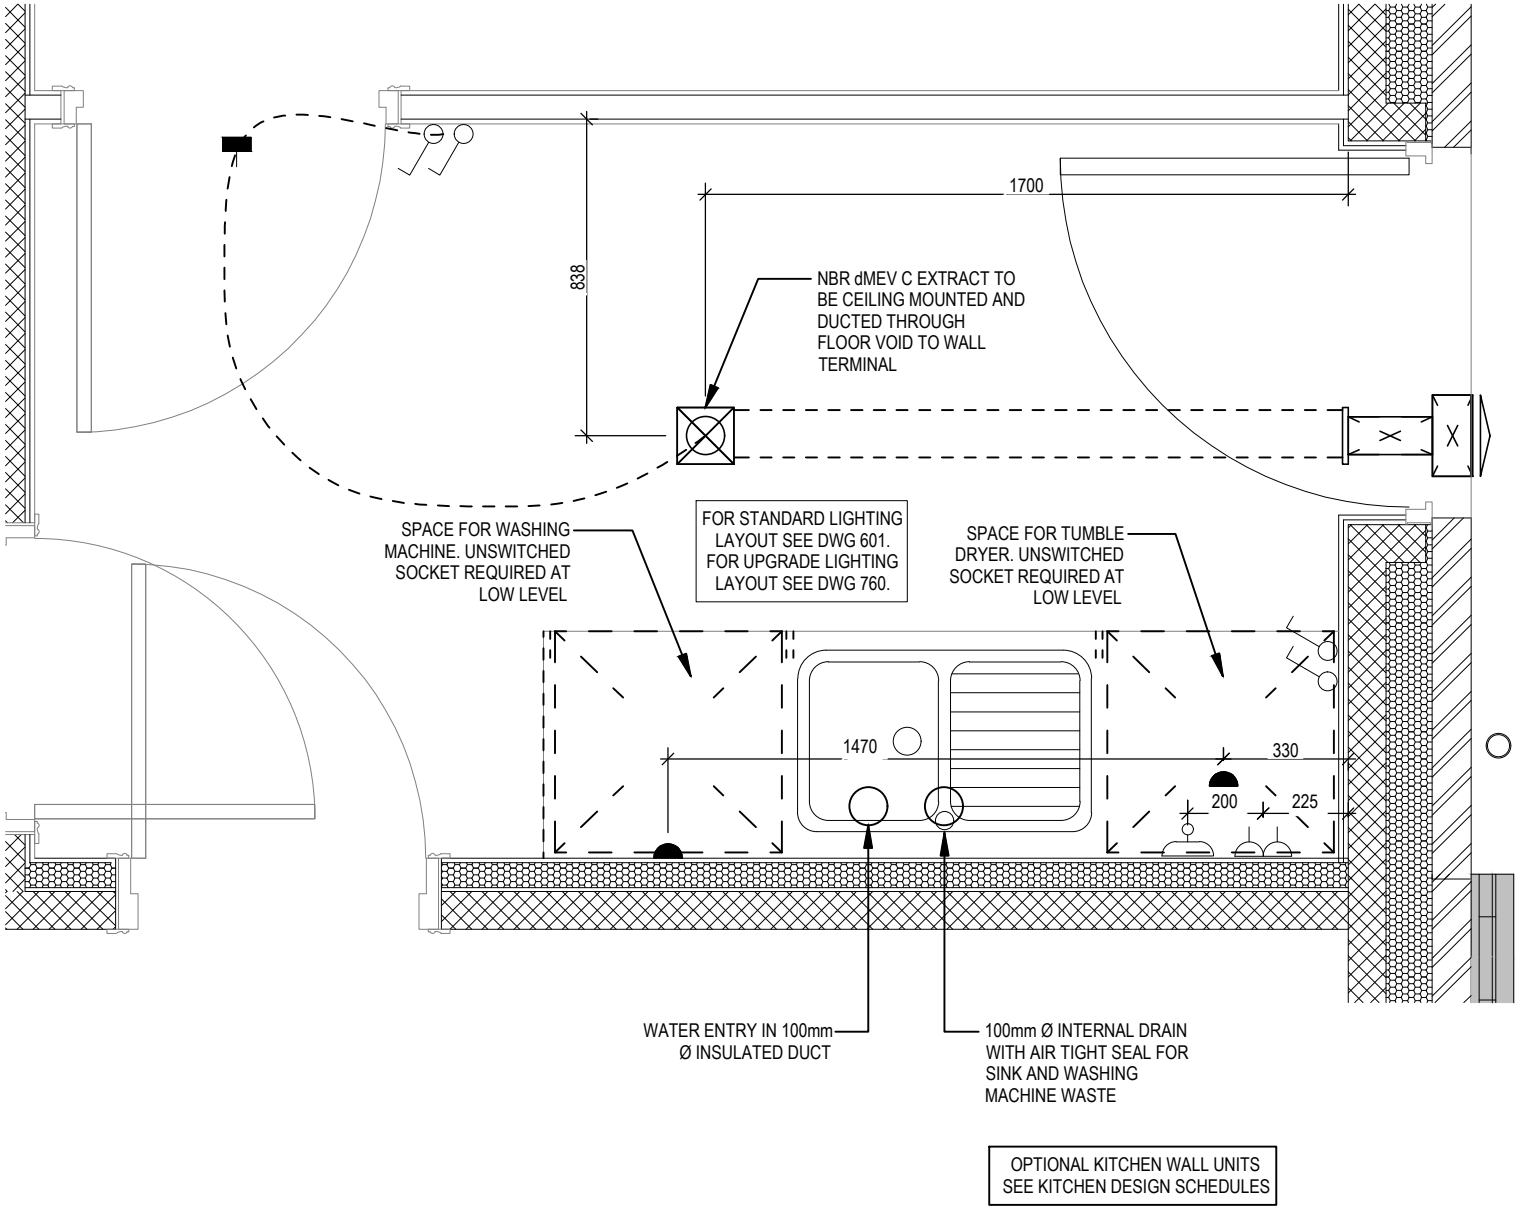 1700
838
NBR dMEV C EXTRACT TO
BE CEILING MOUNTED AND
DUCTED THROUGH
FLOOR VOID TO WALL
TERMINAL
SPACE FOR WASHING
MACHINE. UNSWITCHED
SOCKET REQUIRED AT
LOW LEVEL
FOR STANDARD LIGHTING
LAYOUT SEE DWG 601.
FOR UPGRADE LIGHTING
LAYOUT SEE DWG 760.
SPACE FOR TUMBLE
DRYER. UNSWITCHED
SOCKET REQUIRED AT
LOW LEVEL
1470
330
200
225
WATER ENTRY IN 100mm
Ø INSULATED DUCT
100mm Ø INTERNAL DRAIN
WITH AIR TIGHT SEAL FOR
SINK AND WASHING
MACHINE WASTE
OPTIONAL KITCHEN WALL UNITS
SEE KITCHEN DESIGN SCHEDULES